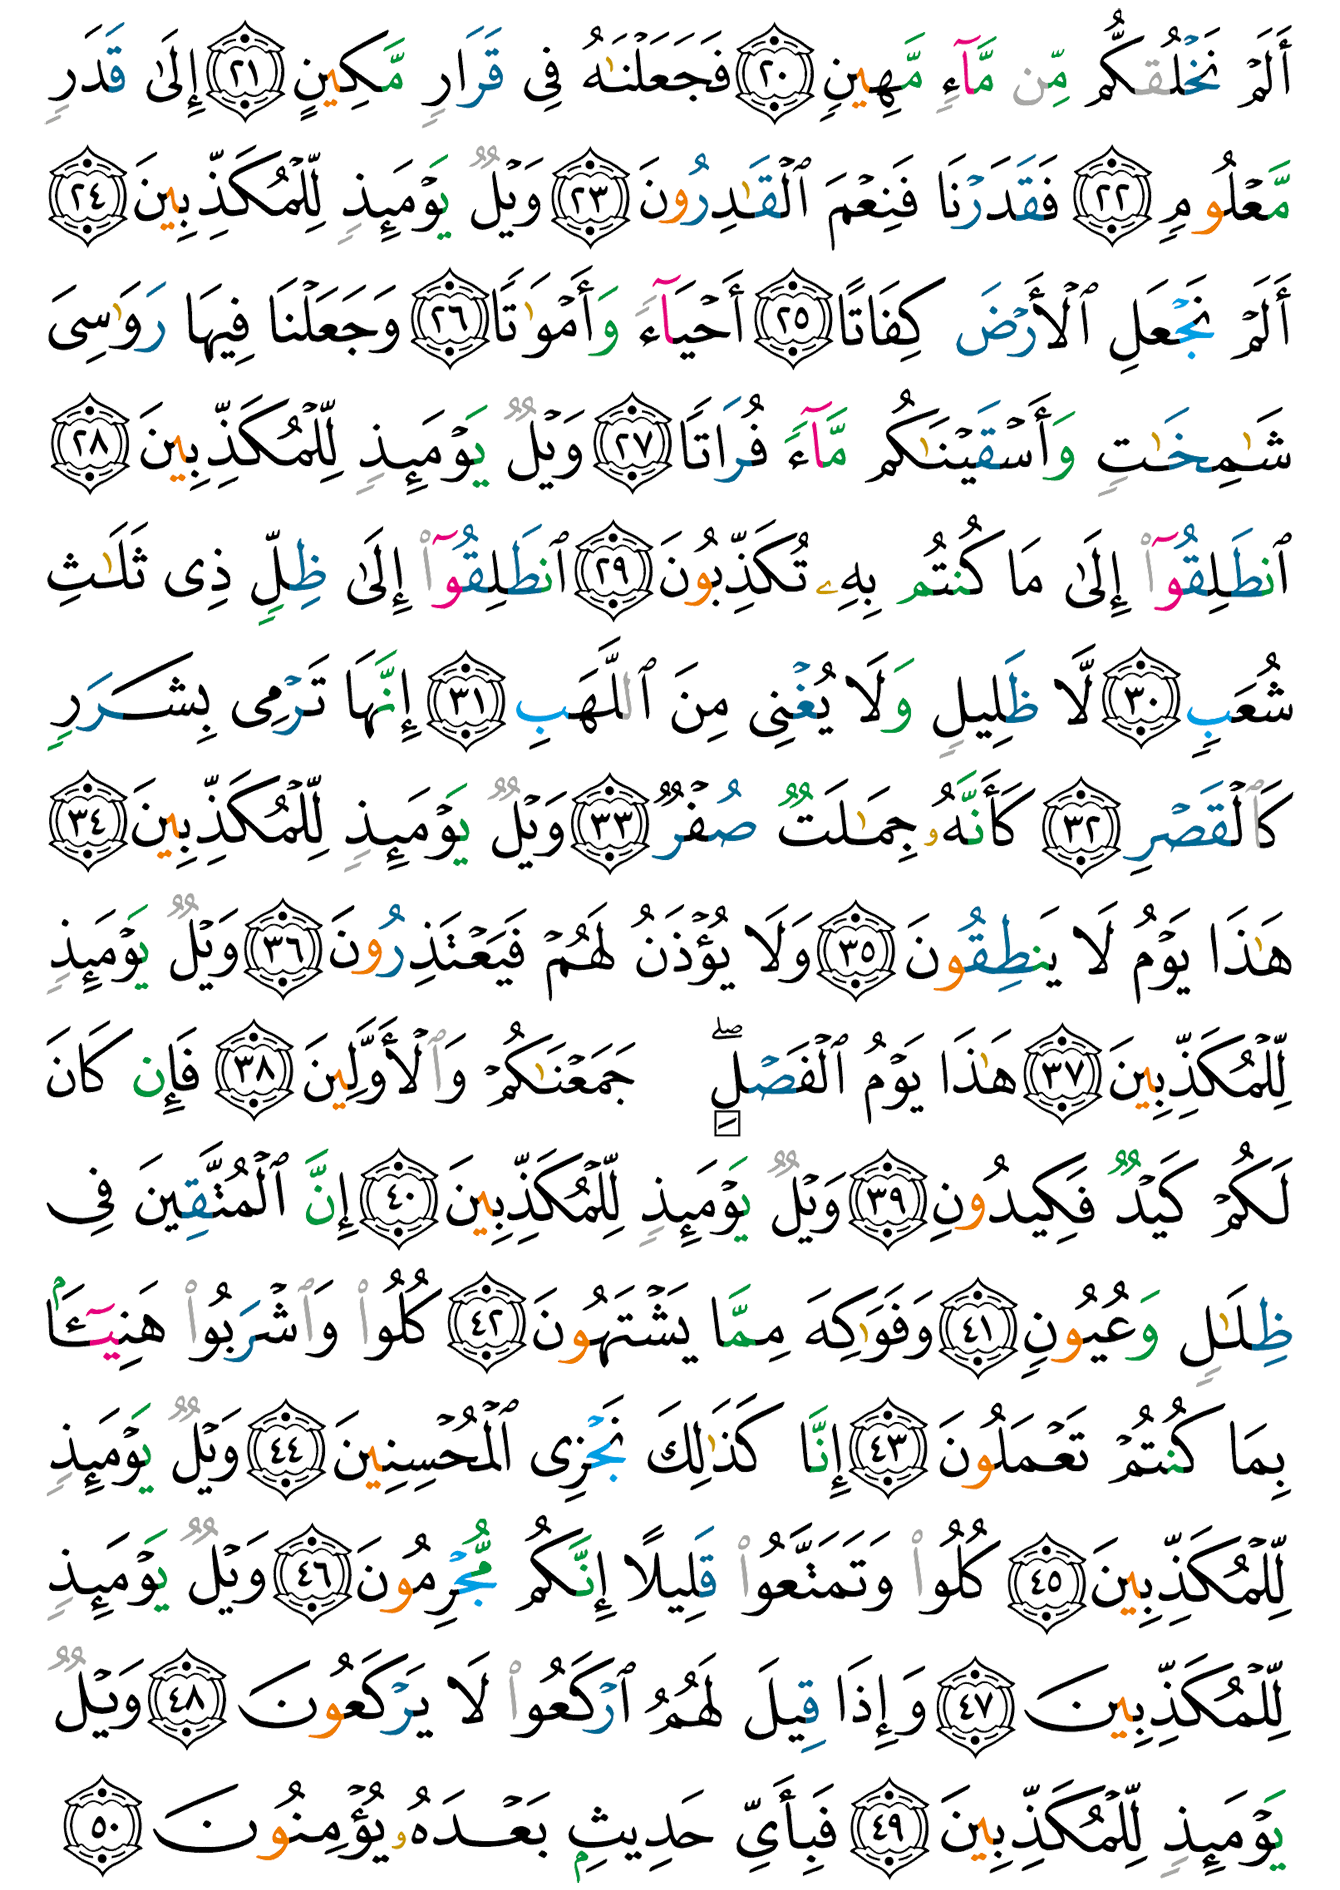 أَلَمْ نَخْلُقكُّم مِّن مَّآءٍ مَّهِينٍ ٢٠ فَجَعَلْنَٰهُ فِى قَرَارٍ مَّكِينٍ ٢١ إِلَىٰ قَدَرٍ
مَّعْلُومٍ ٢٢ فَقَدَرْنَا فَنِعْمَ ٱلْقَٰدِرُونَ ٢٣ وَيْلٌ يَوْمَئِذٍ لِّلْمُكَذِّبِينَ ٢٤
أَلَمْ نَجْعَلِ ٱلْأَرْضَ كِفَاتًا ٢٥ أَحْيَآءً وَأَمْوَٰتًا ٢٦ وَجَعَلْنَا فِيهَا رَوَٰسِىَ
شَٰمِخَٰتٍ وَأَسْقَيْنَٰكُم مَّآءً فُرَاتًا ٢٧ وَيْلٌ يَوْمَئِذٍ لِّلْمُكَذِّبِينَ ٢٨
ٱنطَلِقُوٓا۟ إِلَىٰ مَا كُنتُم بِهِۦ تُكَذِّبُونَ ٢٩ ٱنطَلِقُوٓا۟ إِلَىٰ ظِلٍّ ذِى ثَلَٰثِ
شُعَبٍ ٣٠ لَّا ظَلِيلٍ وَلَا يُغْنِى مِنَ ٱللَّهَبِ ٣١ إِنَّهَا تَرْمِى بِشَرَرٍ
كَٱلْقَصْرِ ٣٢ كَأَنَّهُۥ جِمَٰلَتٌ صُفْرٌ ٣٣ وَيْلٌ يَوْمَئِذٍ لِّلْمُكَذِّبِينَ ٣٤
هَٰذَا يَوْمُ لَا يَنطِقُونَ ٣٥ وَلَا يُؤْذَنُ لَهُمْ فَيَعْتَذِرُونَ ٣٦ وَيْلٌ يَوْمَئِذٍ
لِّلْمُكَذِّبِينَ ٣٧ هَٰذَا يَوْمُ ٱلْفَصْلِ ۖ جَمَعْنَٰكُمْ وَٱلْأَوَّلِينَ ٣٨ فَإِن كَانَ
لَكُمْ كَيْدٌ فَكِيدُونِ ٣٩ وَيْلٌ يَوْمَئِذٍ لِّلْمُكَذِّبِينَ ٤٠ إِنَّ ٱلْمُتَّقِينَ فِى
ظِلَٰلٍ وَعُيُونٍ ٤١ وَفَوَٰكِهَ مِمَّا يَشْتَهُونَ ٤٢ كُلُوا۟ وَٱشْرَبُوا۟ هَنِيٓـًٔۢا
بِمَا كُنتُمْ تَعْمَلُونَ ٤٣ إِنَّا كَذَٰلِكَ نَجْزِى ٱلْمُحْسِنِينَ ٤٤ وَيْلٌ يَوْمَئِذٍ
لِّلْمُكَذِّبِينَ ٤٥ كُلُوا۟ وَتَمَتَّعُوا۟ قَلِيلًا إِنَّكُم مُّجْرِمُونَ ٤٦ وَيْلٌ يَوْمَئِذٍ
لِّلْمُكَذِّبِينَ ٤٧ وَإِذَا قِيلَ لَهُمُ ٱرْكَعُوا۟ لَا يَرْكَعُونَ ٤٨ وَيْلٌ
يَوْمَئِذٍ لِّلْمُكَذِّبِينَ ٤٩ فَبِأَىِّ حَدِيثٍۭ بَعْدَهُۥ يُؤْمِنُونَ ٥٠